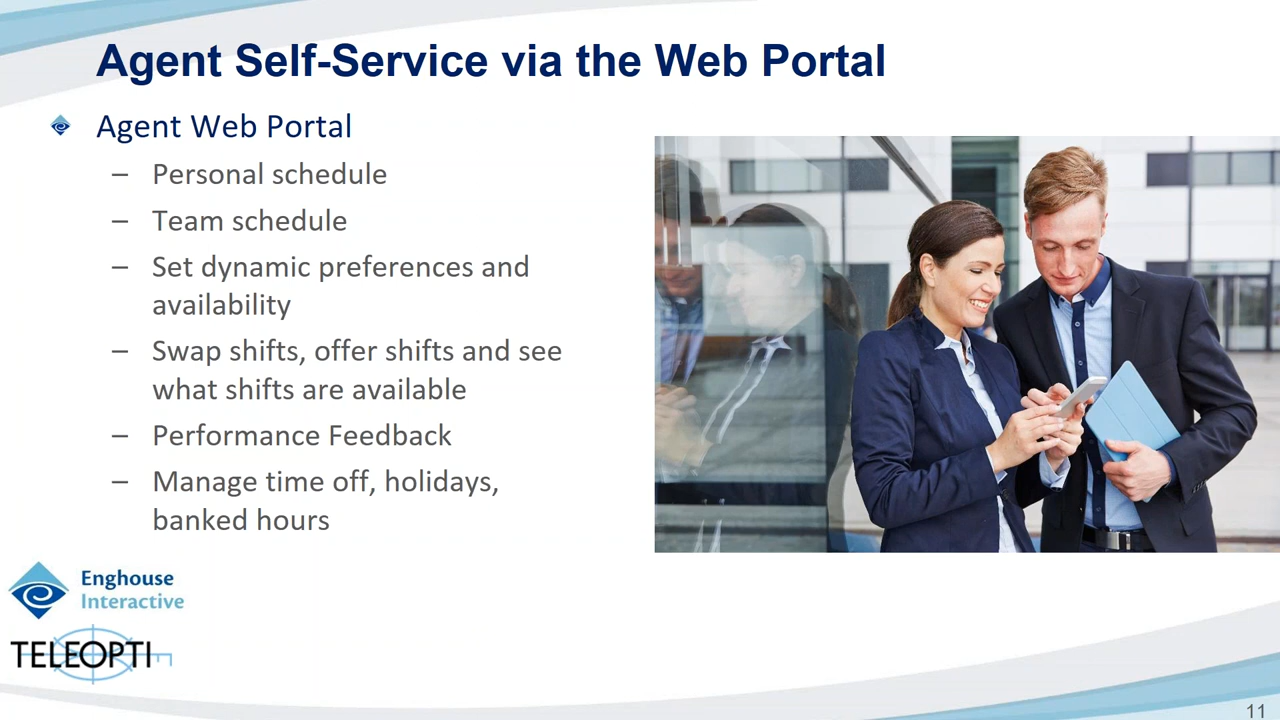 Agent Self-Service via the Web Portal
Agent Web Portal
– Personal schedule
– Team schedule
– Set dynamic preferences and
availability
– Swap shifts, offer shifts and see
what shifts are available
– Performance Feedback
– Manage time off, holidays,
banked hours
Enghouse
Interactive
TELEOPTI
11